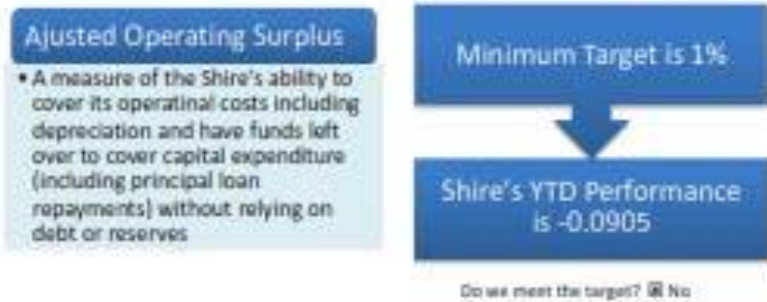 Ajusted Operating Surplus
• A measure of the Shire's ability to
cover its operatinal costs including
depreciation and have funds left
over to cover capital expenditure
(including principal loan
repayments) without relying on
debt or reserves
Minimum Target is 1%
Shire's YTD Performance
is -0.0905
Do we meet the target? ☒ No